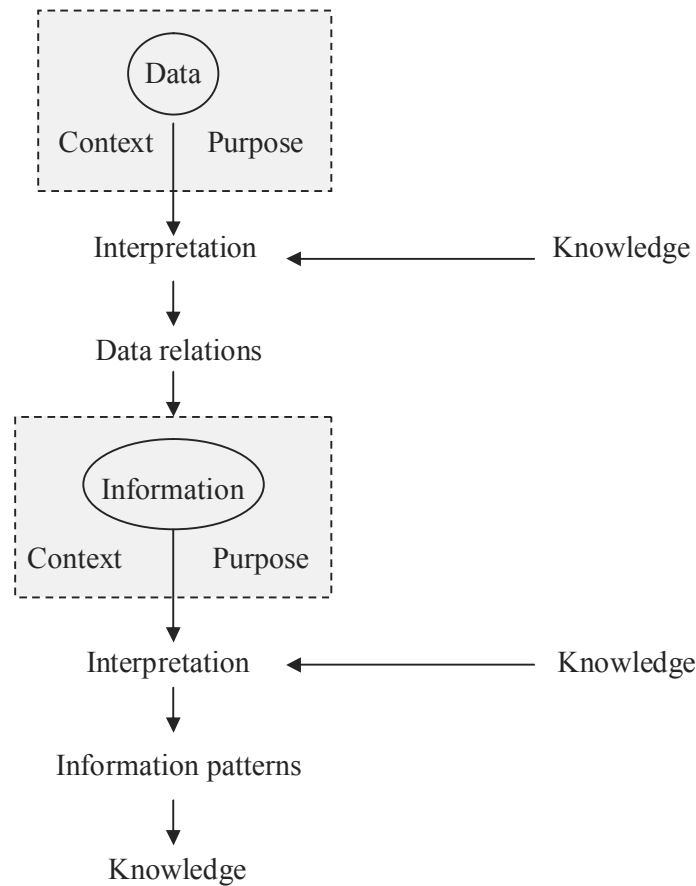 Data
Context Purpose
Interpretation Knowledge
Data relations
Information
Context Purpose
Interpretation Knowledge
Information patterns
Knowledge